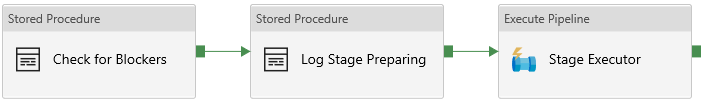 Stored Procedure
Check for Blockers
Stored Procedure
Log Stage Preparing
Execute Pipeline
Stage Executor